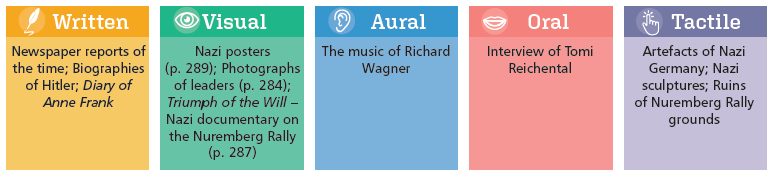 Written
Newspaper reports of
the time; Biographies
of Hitler; Diary of
Anne Frank
Visual
Nazi posters
(p. 289); Photographs
of leaders (p. 284);
Triumph of the Will –
Nazi documentary on
the Nuremberg Rally
(p. 287)
Aural
The music of Richard
Wagner
Oral
Interview of Tomi
Reichental
Tactile
Artefacts of Nazi
Germany; Nazi
sculptures; Ruins
of Nuremberg Rally
grounds